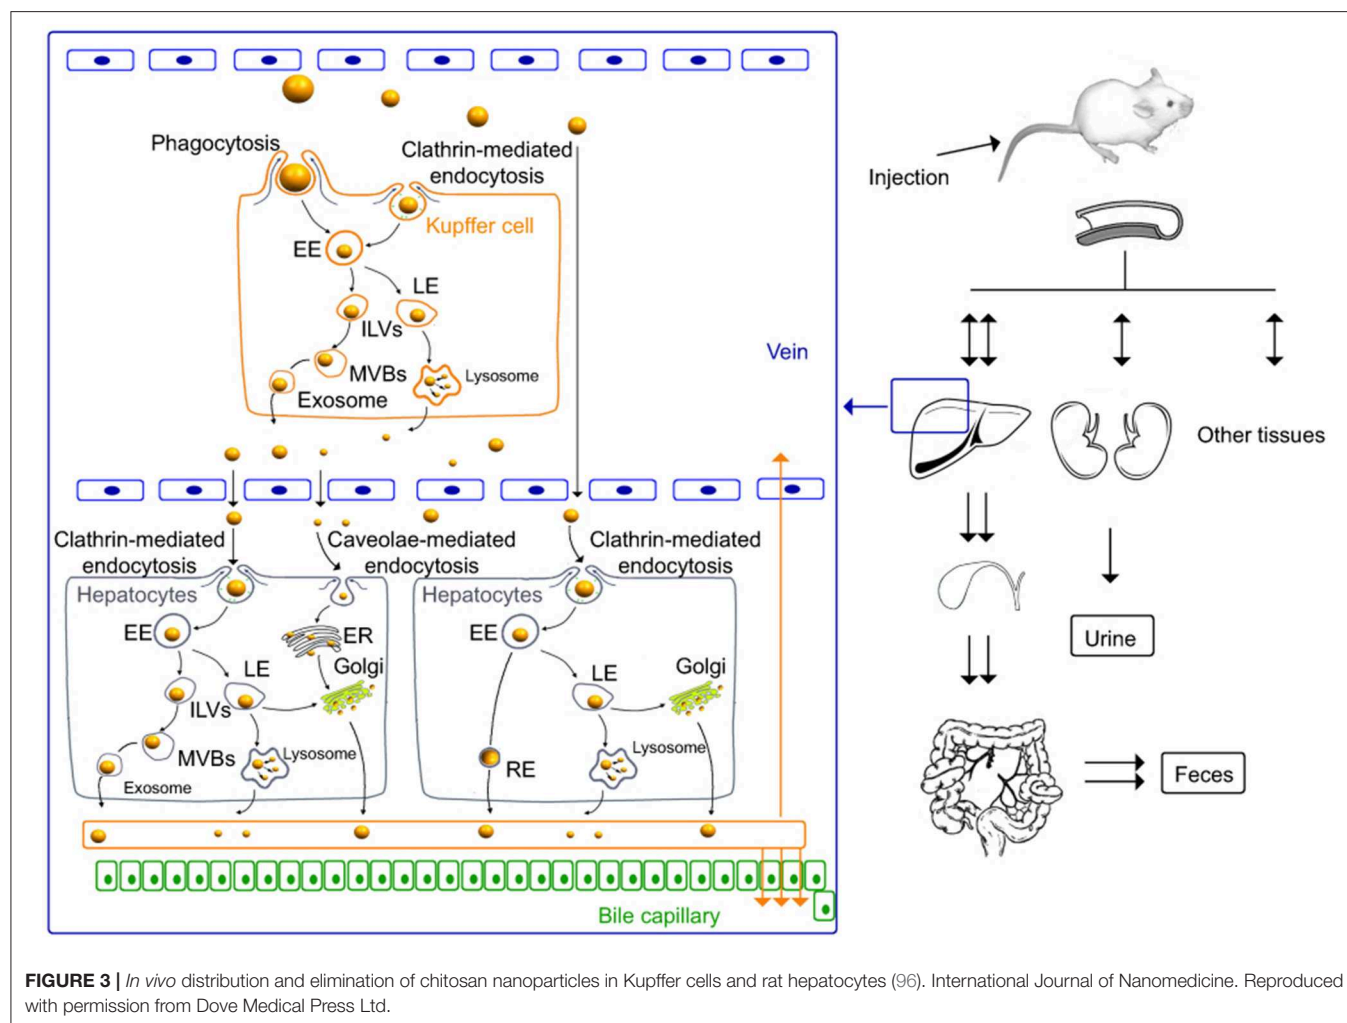 Phagocytosis
Clathrin-mediated
endocytosis
Kupffer cell
EE
LE
ILVs
MVBs
Lysosome
Exosome
Vein
Clathrin-mediated
endocytosis
Caveolae-mediated
endocytosis
Clathrin-mediated
endocytosis
Hepatocytes
EE
ER
LE
Golgi
ILVs
MVBs
Lysosome
Exosome
Hepatocytes
EE
LE
Golgi
RE
Lysosome
Bile capillary
Injection
Other tissues
Urine
Feces
FIGURE 3 | In vivo distribution and elimination of chitosan nanoparticles in Kupffer cells and rat hepatocytes (96). International Journal of Nanomedicine. Reproduced
with permission from Dove Medical Press Ltd.